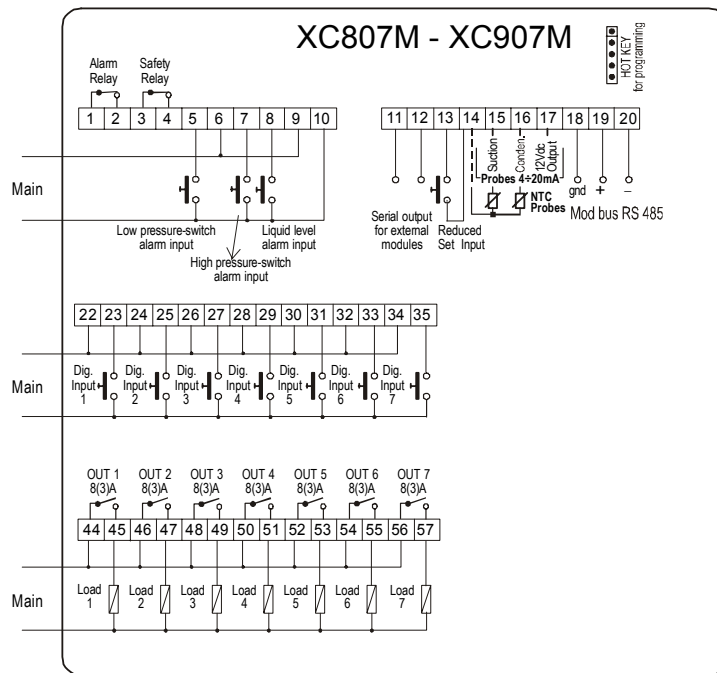 XC807M - XC907M
HOT KEY
for programming
Alarm
Relay
Safety
Relay
1 2 3 4 5 6 7 8 9 10
11 12 13 14 15 16 17 18 19 20
Suction
Conden.
12Vdc
Output
Probes 4÷20mA
NTC
Probes
gnd + –
Mod bus RS 485
Main
Low pressure-switch
alarm input
High pressure-switch
alarm input
Liquid level
alarm input
Serial output
for external
modules
Reduced
Set Input
22 23 24 25 26 27 28 29 30 31 32 33 34 35
Main
Dig.
Input
1
Dig.
Input
2
Dig.
Input
3
Dig.
Input
4
Dig.
Input
5
Dig.
Input
6
Dig.
Input
7
OUT 1
8(3)A
OUT 2
8(3)A
OUT 3
8(3)A
OUT 4
8(3)A
OUT 5
8(3)A
OUT 6
8(3)A
OUT 7
8(3)A
44 45 46 47 48 49 50 51 52 53 54 55 56 57
Main
Load
1
Load
2
Load
3
Load
4
Load
5
Load
6
Load
7